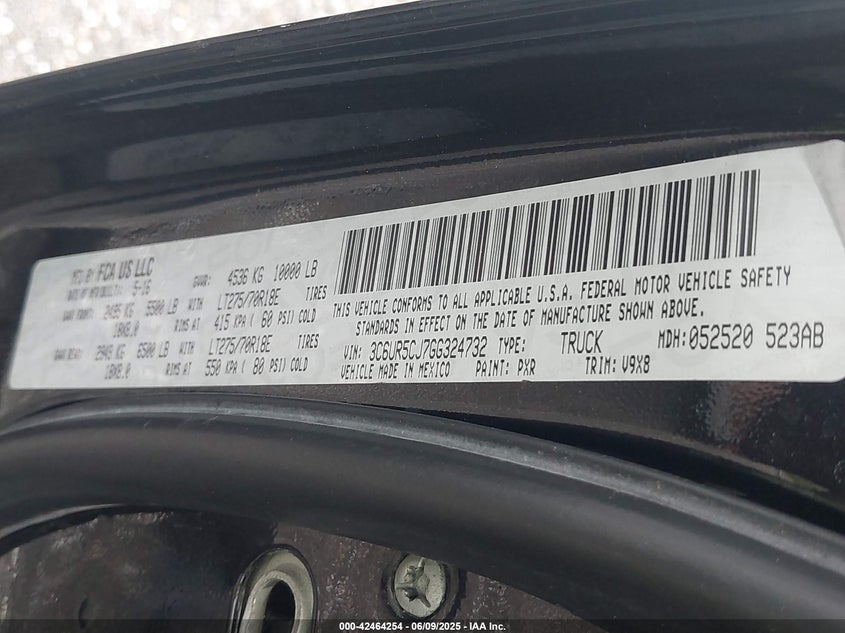 MFD BY: FCA US LLC
DATE OF MFD(BUILT): 5-16 GVWR: 4536 KG 10000 LB
GAWR FRONT: 2495 KG 5500 LB WITH LT275/70R18E TIRES
18X8.0 RIMS AT 415 KPA ( 60 PSI) COLD
GAWR REAR: 2949 KG 6500 LB WITH LT275/70R18E TIRES
18X8.0 RIMS AT 550 KPA ( 80 PSI) COLD
THIS VEHICLE CONFORMS TO ALL APPLICABLE U.S.A. FEDERAL MOTOR VEHICLE SAFETY
STANDARDS IN EFFECT ON THE DATE OF MANUFACTURE SHOWN ABOVE.
VIN: 3C6UR5CJ7GG324732 TYPE: TRUCK MDH:052520 523AB
VEHICLE MADE IN MEXICO PAINT: PXR TRIM: V9X8
000-42464254 - 06/09/2025 - IAA Inc.